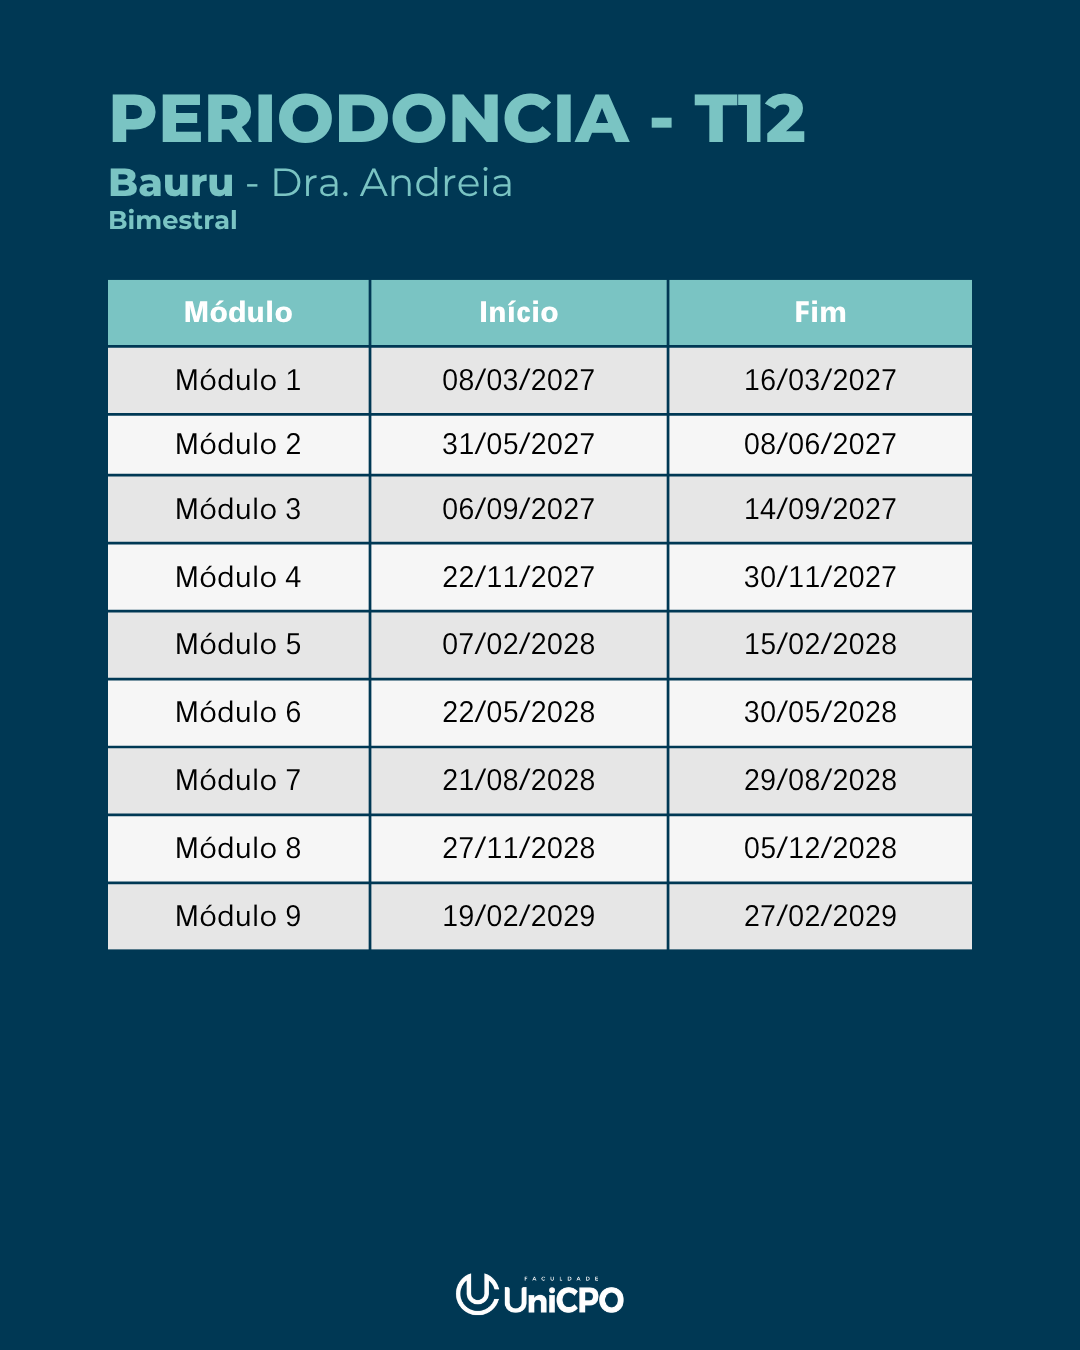 PERIODONCIA - T12
Bauru - Dra. Andreia
Bimestral
Módulo Início Fim
Módulo 1 08/03/2027 16/03/2027
Módulo 2 31/05/2027 08/06/2027
Módulo 3 06/09/2027 14/09/2027
Módulo 4 22/11/2027 30/11/2027
Módulo 5 07/02/2028 15/02/2028
Módulo 6 22/05/2028 30/05/2028
Módulo 7 21/08/2028 29/08/2028
Módulo 8 27/11/2028 05/12/2028
Módulo 9 19/02/2029 27/02/2029
FACULDADE
UniCPO